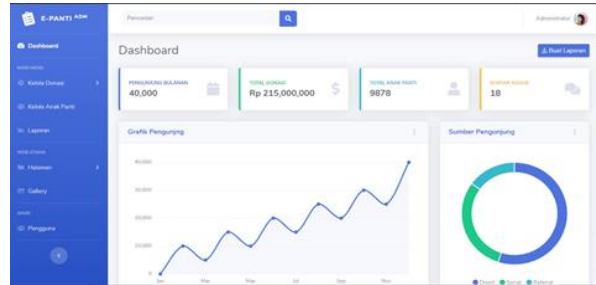 E-PANTI ADM
Pencarian
Administrator
Dashboard
Kelola Donasi
Kelola Anak Panti
Laporan
Halaman
Gallery
Pengguna
Dashboard
Buat Laporan
PENGUNJUNG BULANAN
40,000
TOTAL DONASI
Rp 215,000,000
TOTAL ANAK PANTI
9878
18
Grafik Pengunjng
40,000
30,000
20,000
10,000
0
Jan
Mar
May
Jul
Sep
Nov
Sumber Pengunjung
Direct
Social
Referral